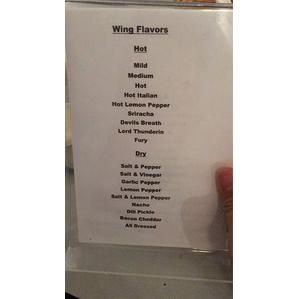 Wing Flavors
Hot
Mild
Medium
Hot
Hot Italian
Hot Lemon Pepper
Sriracha
Devils Breath
Lord Thunderin
Fury
Dry
Salt & Pepper
Salt & Vinegar
Garlic Pepper
Lemon Pepper
Salt & Lemon Pepper
Nacho
Dill Pickle
Bacon Cheddar
All Dressed